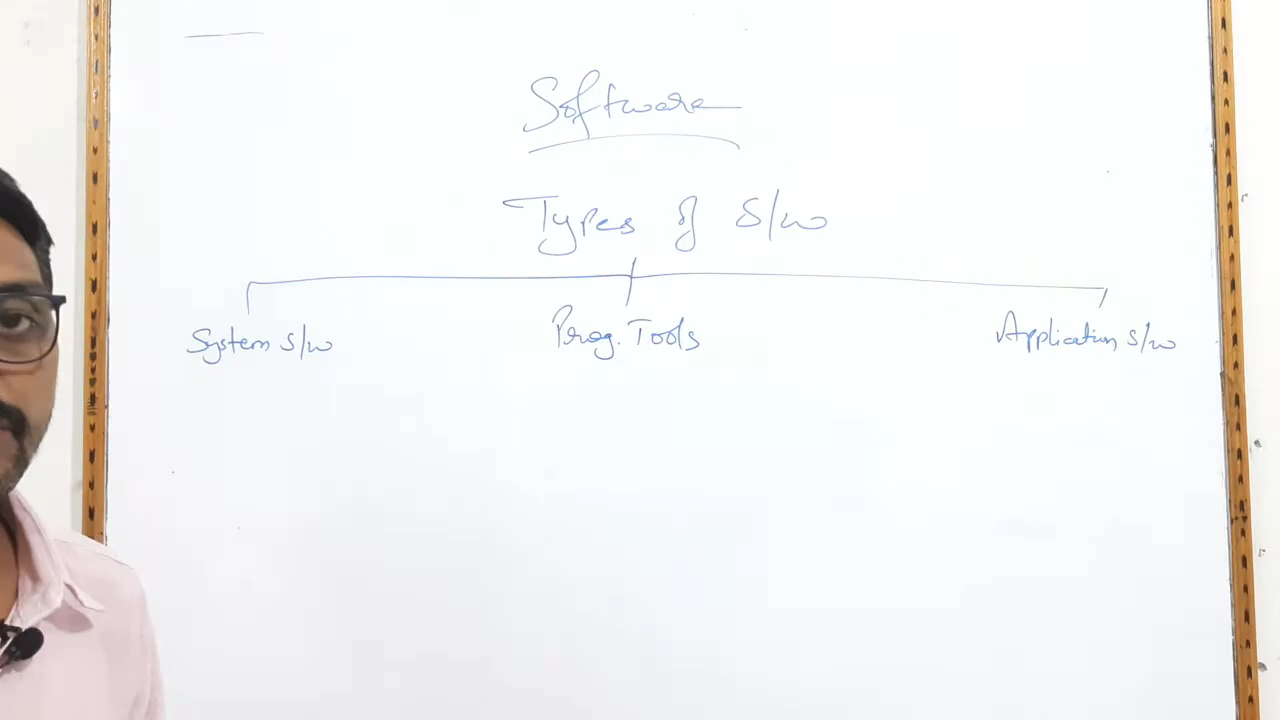 Software
Types of S/w
System S/w
Prog. Tools
Application S/w